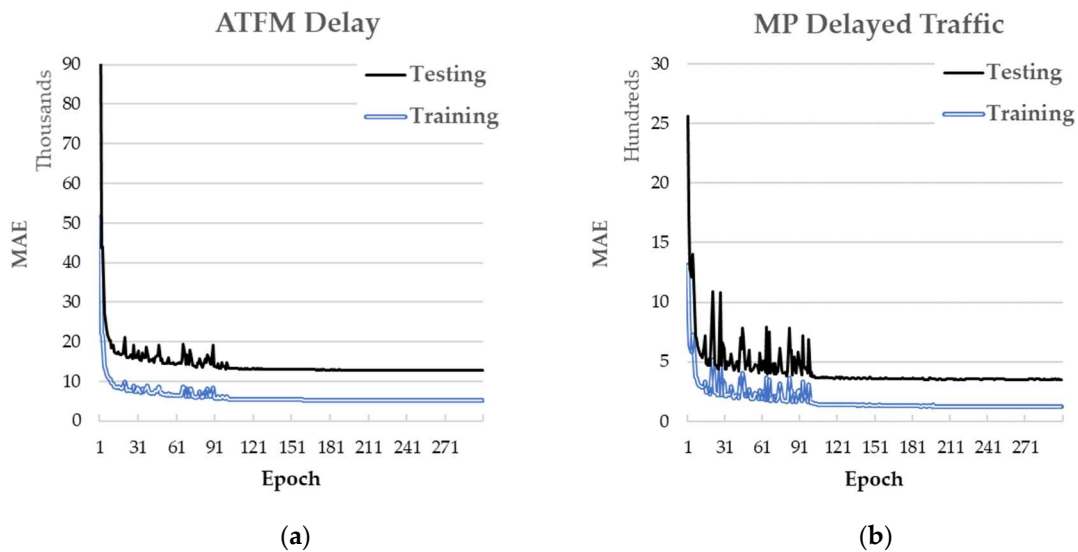 ATFM Delay
90
80
70
60
50
40
30
20
10
0
Thousands
MAE
Testing
Training
1 31 61 91 121 151 181 211 241 271
Epoch
(a)
MP Delayed Traffic
30
25
20
15
10
5
0
Hundreds
MAE
Testing
Training
1 31 61 91 121 151 181 211 241 271
Epoch
(b)